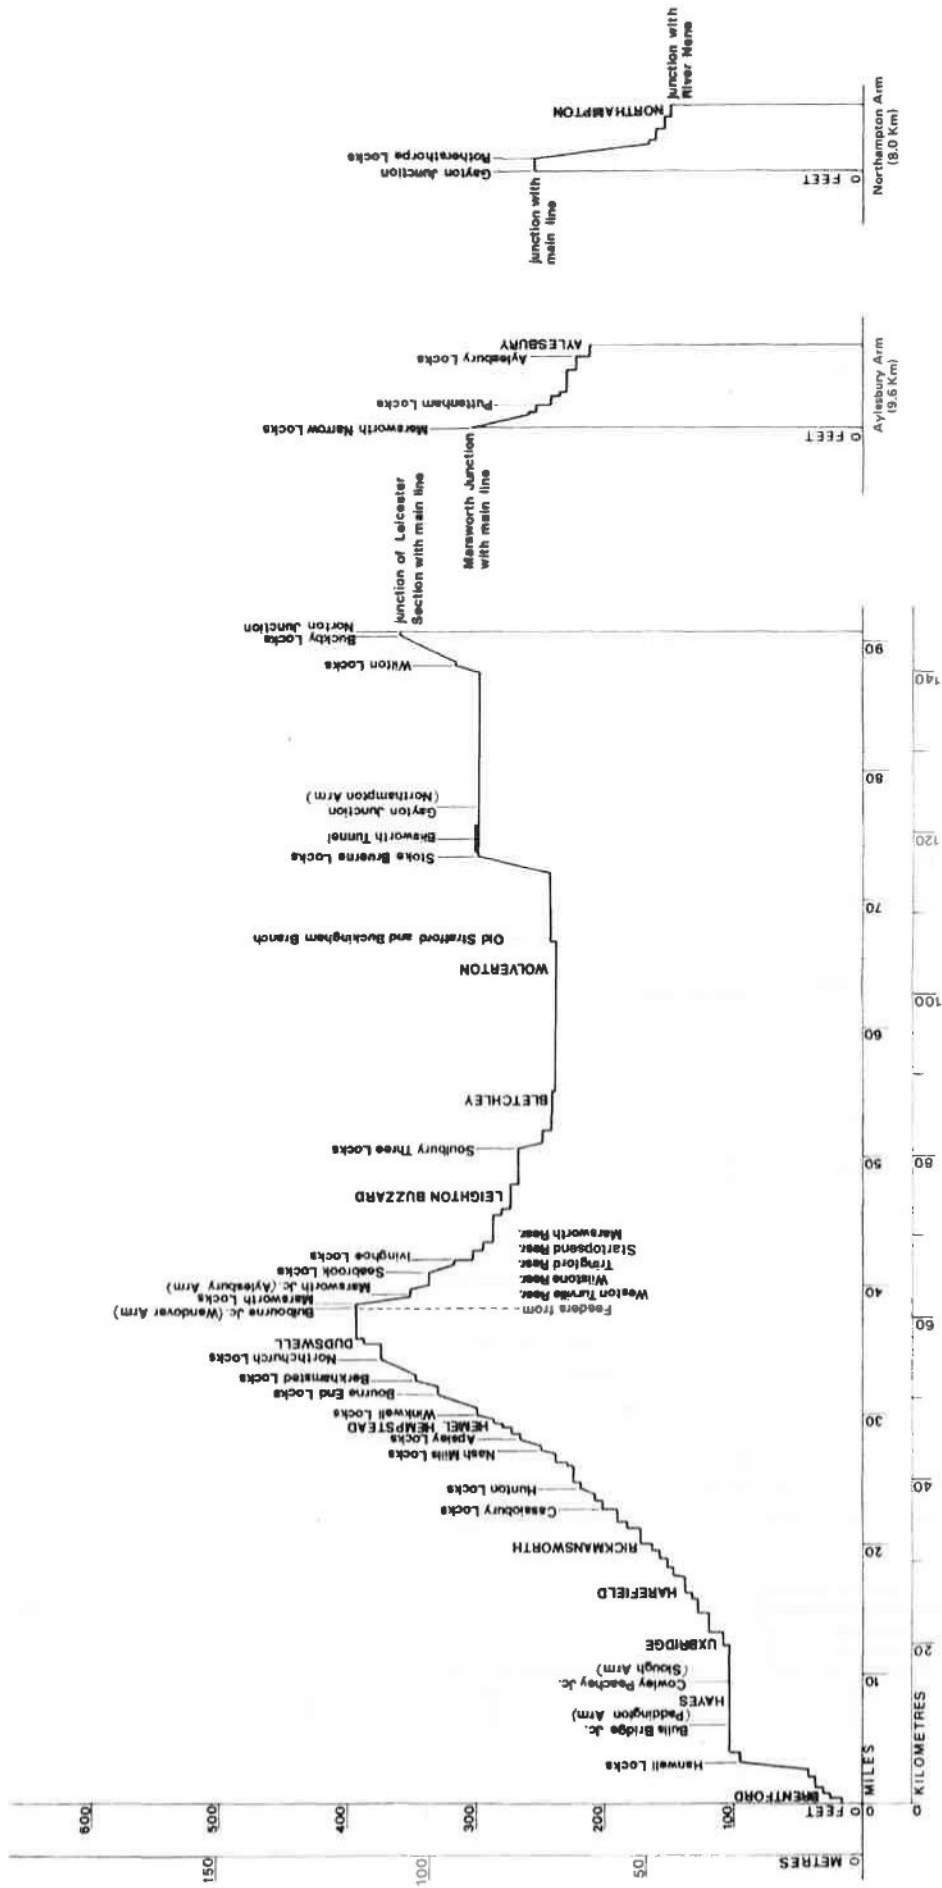 METRES
150
100
50
0
FEET
600
500
400
300
200
100
0
BRENTFORD
Hanwell Locks
Bulls Bridge Jc.
(Paddington Arm)
HAYES
Cowley Peachey Jc.
(Slough Arm)
UXBRIDGE
HAREFIELD
RICKMANSWORTH
Cassiobury Locks
Hunton Locks
Nash Mills Locks
Apsley Locks
HEMEL HEMPSTEAD
Winkwell Locks
Bourne End Locks
Berkhamsted Locks
Northchurch Locks
DUDSWELL
Bulbourne Jc. (Wendover Arm)
Marsworth Locks
Marsworth Jc. (Aylesbury Arm)
Seabrook Locks
Ivinghoe Locks
Feeders from
Weston Turville Resr.
Wilstone Resr.
Tringford Resr.
Startopsend Resr.
Marsworth Resr.
LEIGHTON BUZZARD
Soulbury Three Locks
BLETCHLEY
WOLVERTON
Old Stratford and Buckingham Branch
Stoke Bruerne Locks
Blisworth Tunnel
Gayton Junction
(Northampton Arm)
Wilton Locks
Buckby Locks
Norton Junction
junction of Leicester
Section with main line
MILES
0
10
20
30
40
50
60
70
80
90
KILOMETRES
0
20
40
60
80
100
120
140
Marsworth Junction
with main line
Marsworth Narrow Locks
Puttenham Locks
Aylesbury Locks
AYLESBURY
0 FEET
Aylesbury Arm
(9.6 Km)
junction with
main line
Gayton Junction
Rothersthorpe Locks
NORTHAMPTON
junction with
River Nene
0 FEET
Northampton Arm
(8.0 Km)